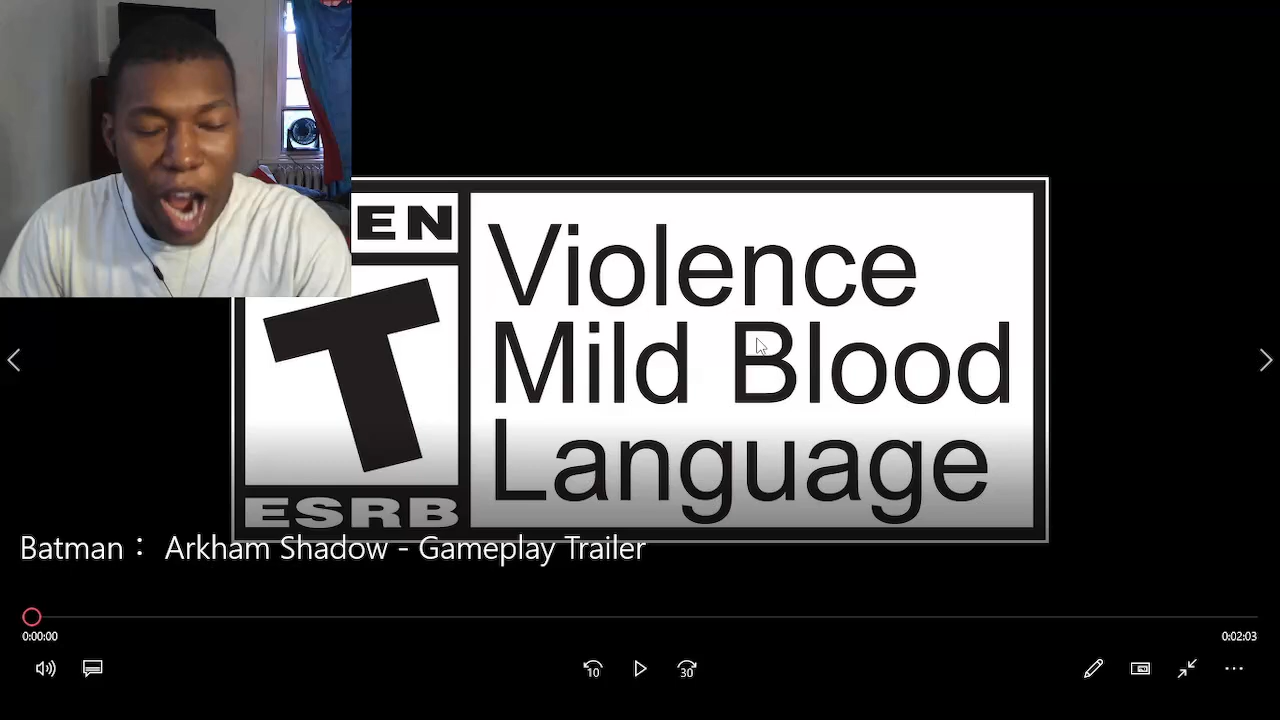 EN
T
ESRB
Violence
Mild Blood
Language
Batman： Arkham Shadow - Gameplay Trailer
0:00:00
0:02:03
10
30